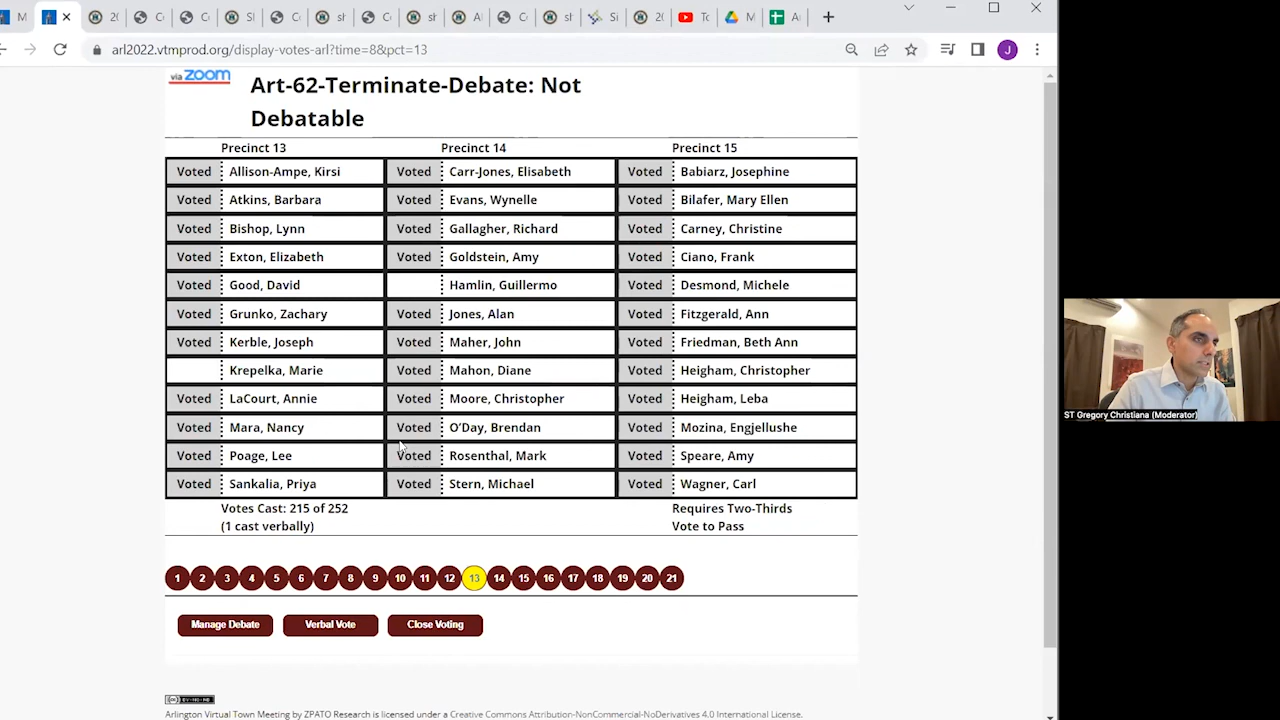 arl2022.vtmprod.org/display-votes-arl?time=8&pct=13
J
via zoom
Art-62-Terminate-Debate: Not
Debatable
Precinct 13 Precinct 14 Precinct 15
Voted Allison-Ampe, Kirsi Voted Carr-Jones, Elisabeth Voted Babiarz, Josephine
Voted Atkins, Barbara Voted Evans, Wynelle Voted Bilafer, Mary Ellen
Voted Bishop, Lynn Voted Gallagher, Richard Voted Carney, Christine
Voted Exton, Elizabeth Voted Goldstein, Amy Voted Ciano, Frank
Voted Good, David Hamlin, Guillermo Voted Desmond, Michele
Voted Grunko, Zachary Voted Jones, Alan Voted Fitzgerald, Ann
Voted Kerble, Joseph Voted Maher, John Voted Friedman, Beth Ann
Krepelka, Marie Voted Mahon, Diane Voted Heigham, Christopher
Voted LaCourt, Annie Voted Moore, Christopher Voted Heigham, Leba
Voted Mara, Nancy Voted O'Day, Brendan Voted Mozina, Engjellushe
Voted Poage, Lee Voted Rosenthal, Mark Voted Speare, Amy
Voted Sankalia, Priya Voted Stern, Michael Voted Wagner, Carl
Votes Cast: 215 of 252 Requires Two-Thirds
(1 cast verbally) Vote to Pass
1 2 3 4 5 6 7 8 9 10 11 12 13 14 15 16 17 18 19 20 21
Manage Debate Verbal Vote Close Voting
Arlington Virtual Town Meeting by ZPATO Research is licensed under a Creative Commons Attribution-NonCommercial-NoDerivatives 4.0 International License.
ST Gregory Christiana (Moderator)